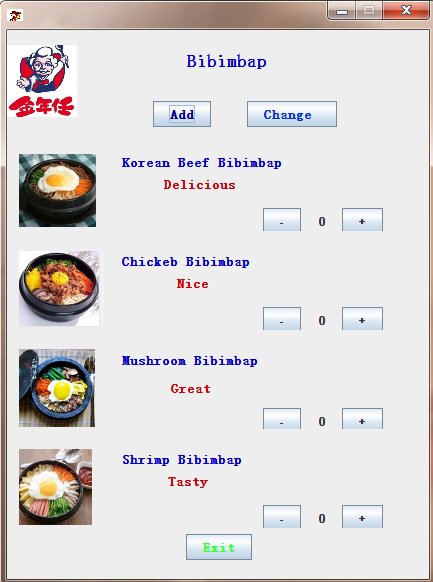 Bibimbap
Add Change
Korean Beef Bibimbap
Delicious
- 0 +
Chickeb Bibimbap
Nice
- 0 +
Mushroom Bibimbap
Great
- 0 +
Shrimp Bibimbap
Tasty
- 0 +
Exit